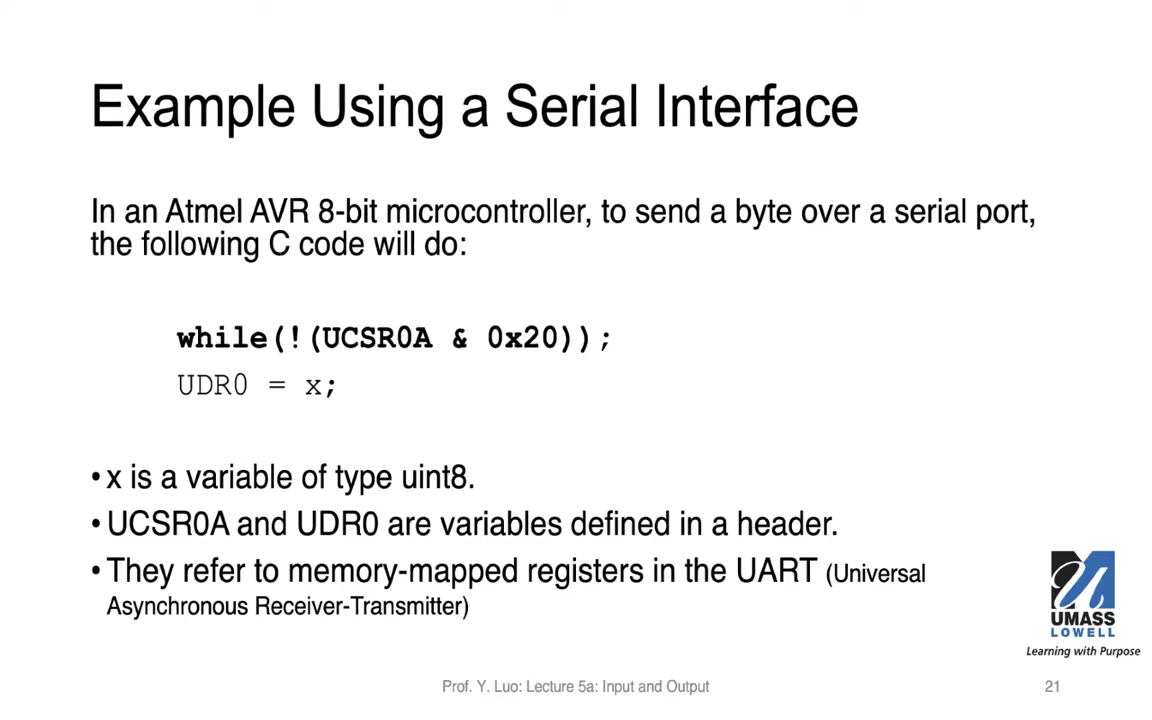 Example Using a Serial Interface
In an Atmel AVR 8-bit microcontroller, to send a byte over a serial port,
the following C code will do:
while(!(UCSR0A & 0x20));
UDR0 = x;
• x is a variable of type uint8.
• UCSR0A and UDR0 are variables defined in a header.
• They refer to memory-mapped registers in the UART (Universal
Asynchronous Receiver-Transmitter)
UMASS
LOWELL
Learning with Purpose
Prof. Y. Luo: Lecture 5a: Input and Output
21